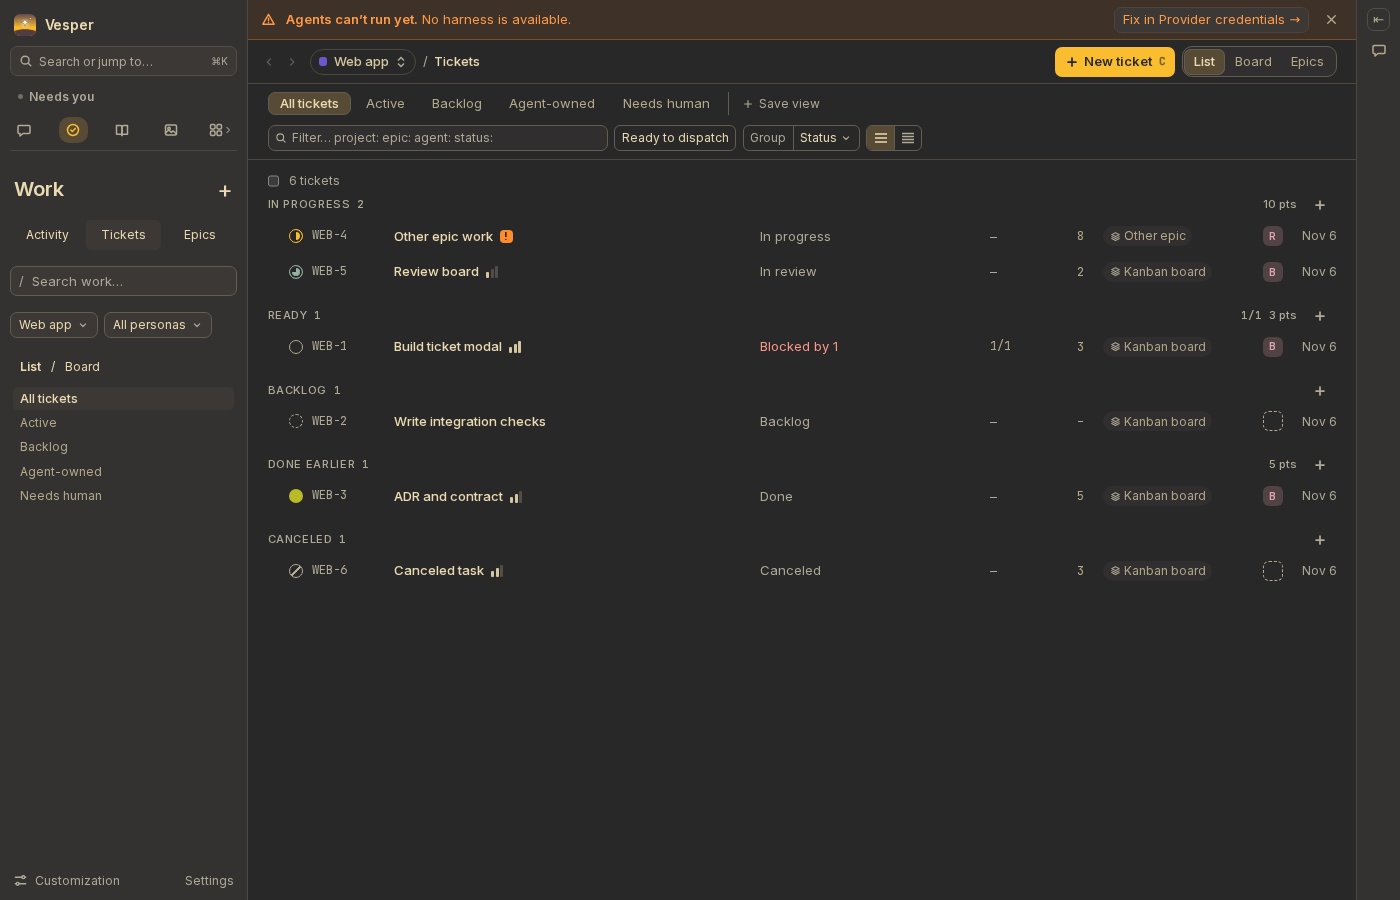 Vesper
Search or jump to… ⌘K
Needs you
Work
Activity Tickets Epics
/ Search work…
Web app All personas
List / Board
All tickets
Active
Backlog
Agent-owned
Needs human
Customization Settings
Agents can’t run yet. No harness is available. Fix in Provider credentials →
Web app / Tickets New ticket C List Board Epics
All tickets Active Backlog Agent-owned Needs human Save view
Filter… project: epic: agent: status: Ready to dispatch Group Status
6 tickets
IN PROGRESS 2 10 pts
WEB-4 Other epic work In progress – 8 Other epic R Nov 6
WEB-5 Review board In review – 2 Kanban board B Nov 6
READY 1 1/1 3 pts
WEB-1 Build ticket modal Blocked by 1 1/1 3 Kanban board B Nov 6
BACKLOG 1
WEB-2 Write integration checks Backlog – – Kanban board Nov 6
DONE EARLIER 1 5 pts
WEB-3 ADR and contract Done – 5 Kanban board B Nov 6
CANCELED 1
WEB-6 Canceled task Canceled – 3 Kanban board Nov 6